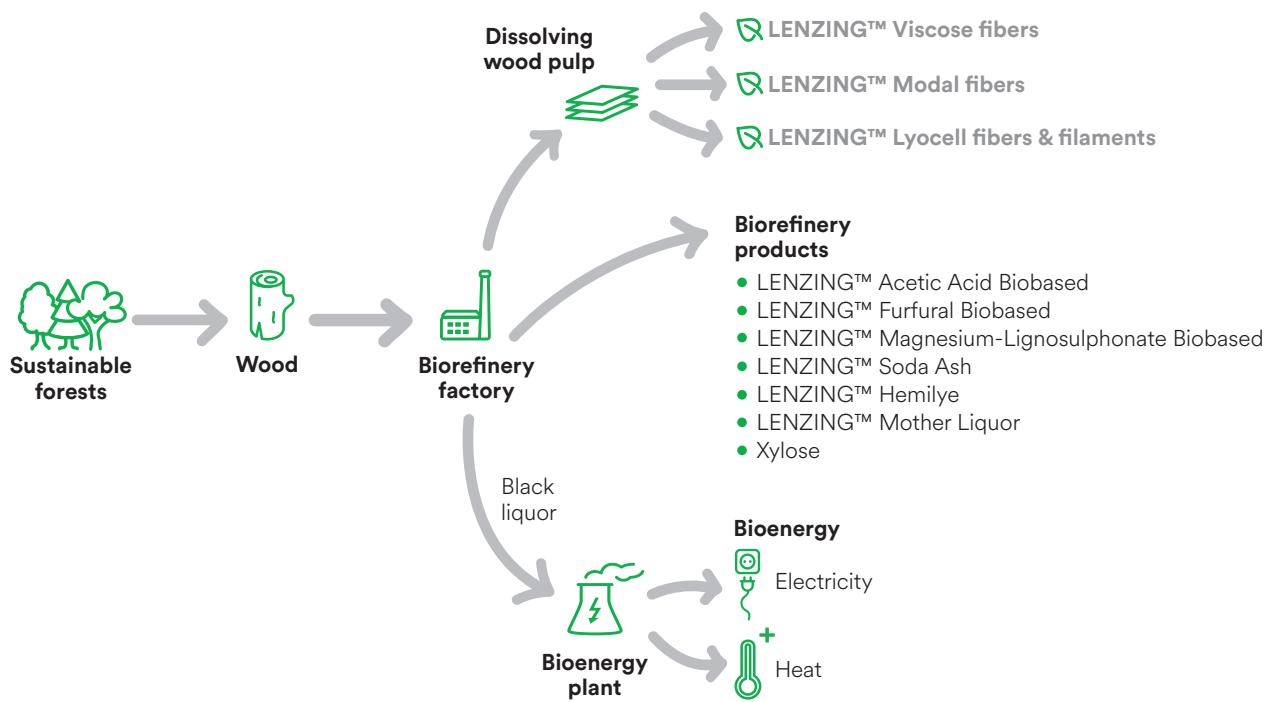 Dissolving
wood pulp
LENZING™ Viscose fibers
LENZING™ Modal fibers
LENZING™ Lyocell fibers & filaments
Sustainable
forests
Wood
Biorefinery
factory
Biorefinery
products
LENZING™ Acetic Acid Biobased
LENZING™ Furfural Biobased
LENZING™ Magnesium-Lignosulphonate Biobased
LENZING™ Soda Ash
LENZING™ Hemilye
LENZING™ Mother Liquor
Xylose
Black
liquor
Bioenergy
plant
Bioenergy
Electricity
Heat